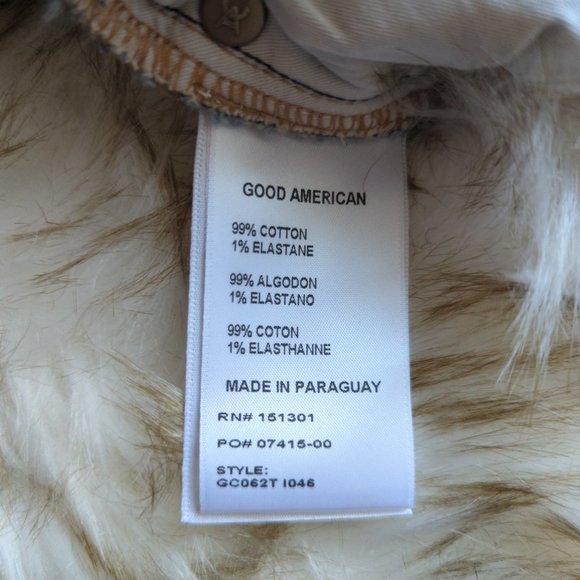 GOOD AMERICAN
99% COTTON
1% ELASTANE
99% ALGODON
1% ELASTANO
99% COTON
1% ELASTHANNE
MADE IN PARAGUAY
RN# 151301
PO# 07415-00
STYLE:
GC062T I046